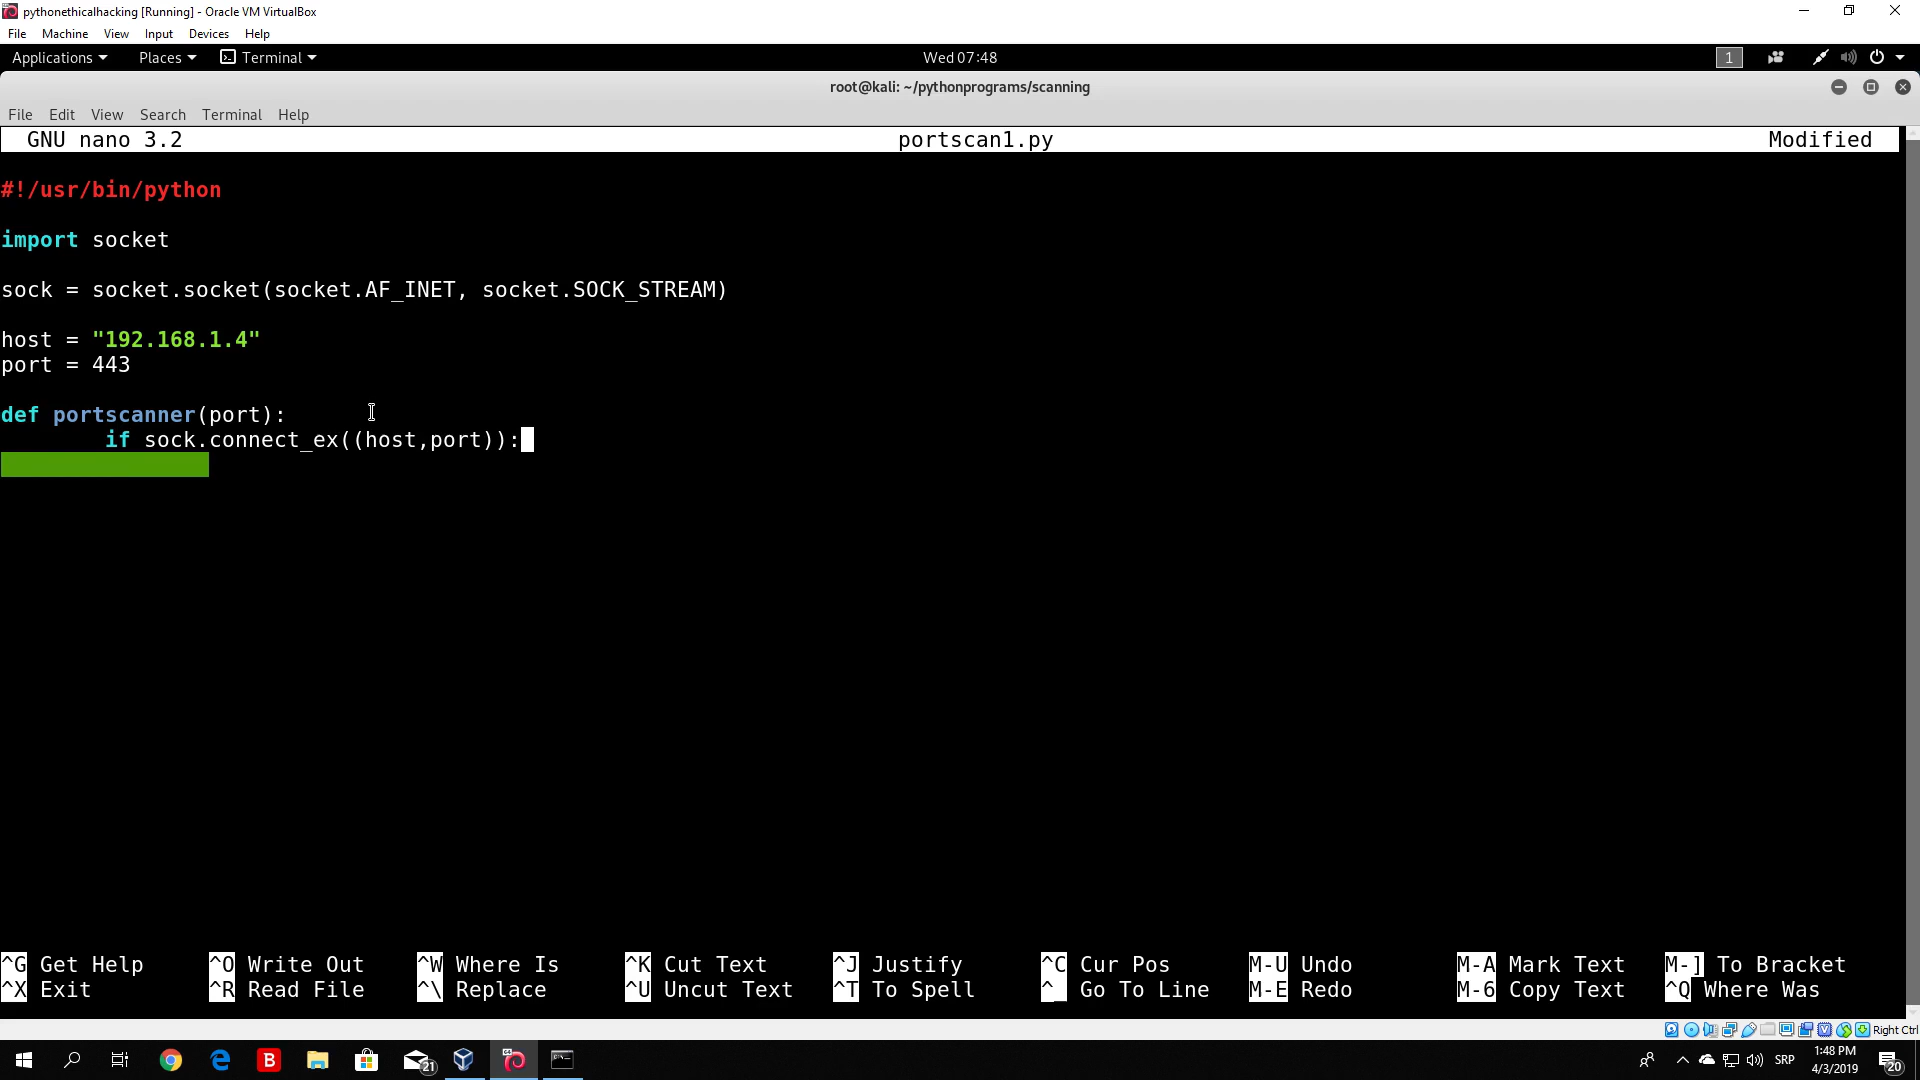 pythonethicalhacking [Running] - Oracle VM VirtualBox
File Machine View Input Devices Help
Applications Places Terminal Wed 07:48 1
root@kali: ~/pythonprograms/scanning
File Edit View Search Terminal Help
GNU nano 3.2 portscan1.py Modified
#!/usr/bin/python
import socket
sock = socket.socket(socket.AF_INET, socket.SOCK_STREAM)
host = "192.168.1.4"
port = 443
def portscanner(port):
if sock.connect_ex((host,port)):
^G Get Help ^O Write Out ^W Where Is ^K Cut Text ^J Justify ^C Cur Pos M-U Undo M-A Mark Text M-] To Bracket
^X Exit ^R Read File ^\ Replace ^U Uncut Text ^T To Spell ^_ Go To Line M-E Redo M-6 Copy Text ^Q Where Was
Right Ctrl
B 21 SRP 1:48 PM 20
4/3/2019